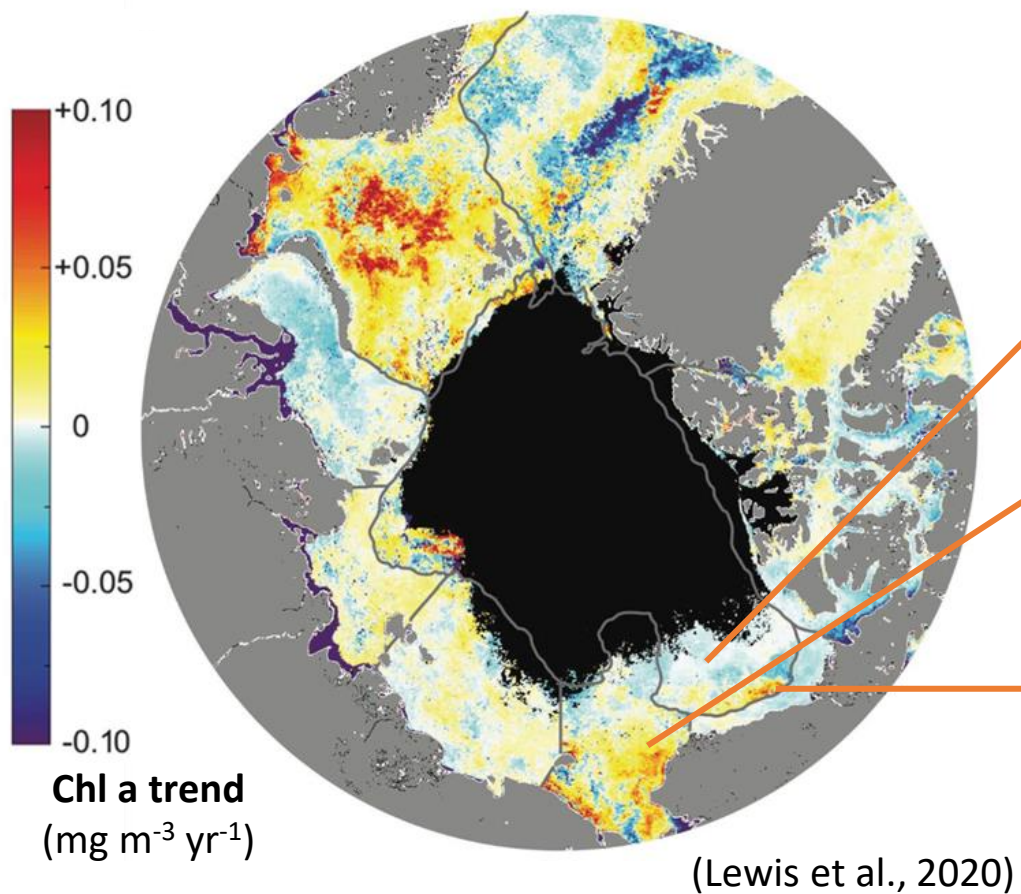 +0.10
+0.05
0
-0.05
-0.10
Chl a trend
(mg m⁻³ yr⁻¹)
(Lewis et al., 2020)